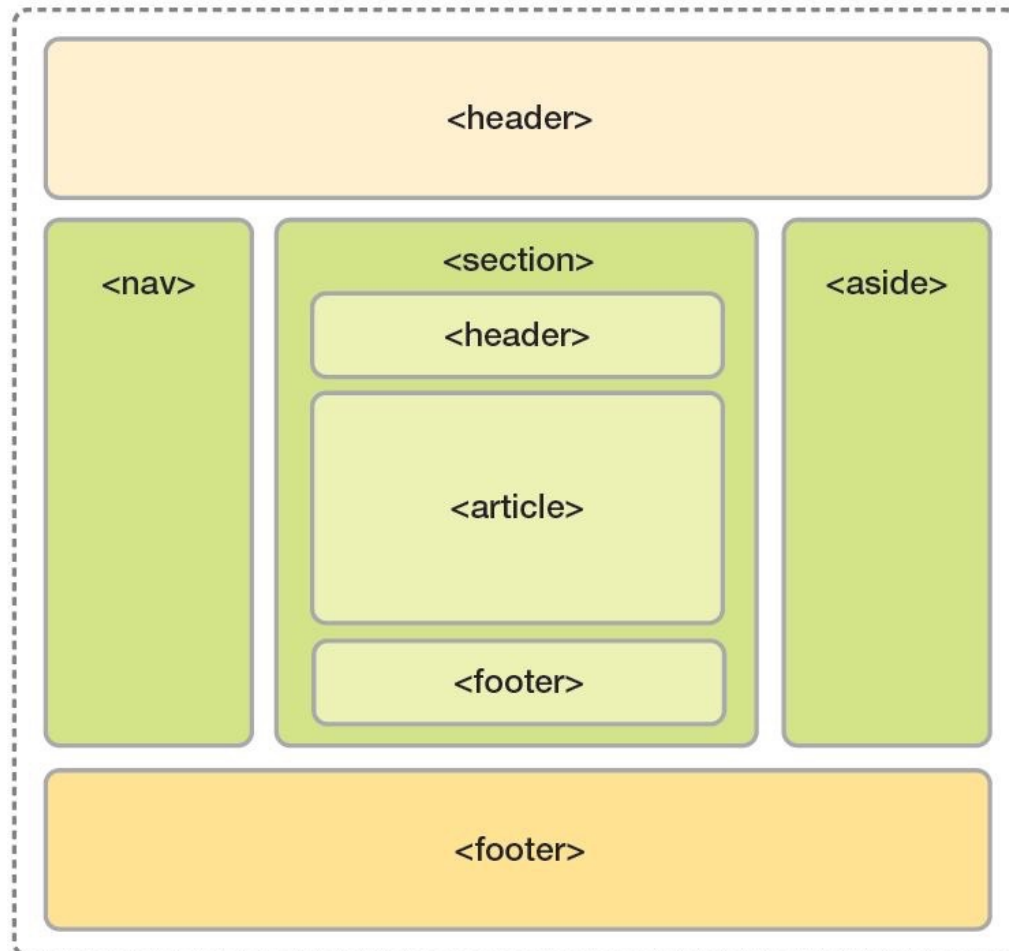 <header>
<nav>
<section>
<aside>
<header>
<article>
<footer>
<footer>